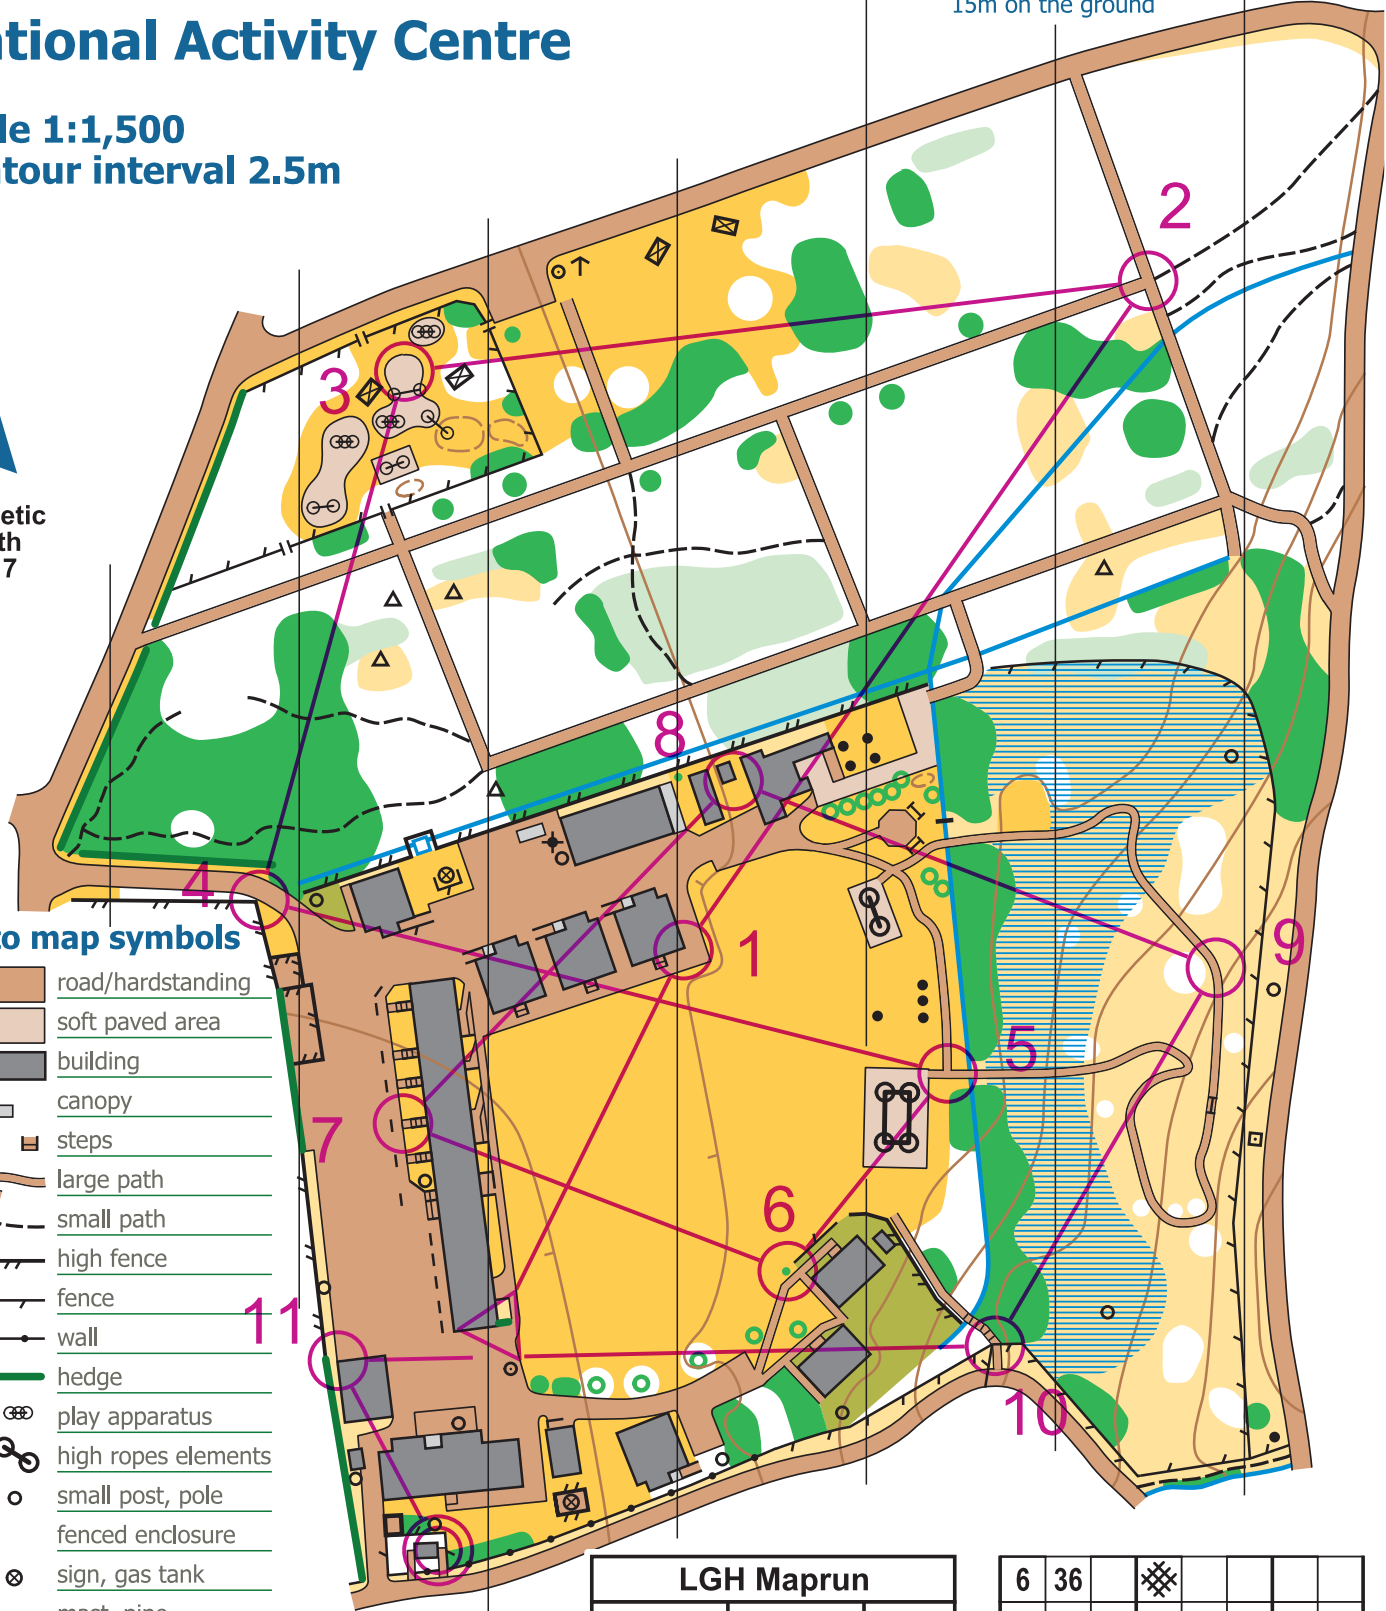 ational Activity Centre
15m on the ground
le 1:1,500
ntour interval 2.5m
2
3
etic
th
7
8
4
1
9
5
7
6
11
10
to map symbols
road/hardstanding
soft paved area
building
canopy
steps
large path
small path
high fence
fence
wall
hedge
play apparatus
high ropes elements
small post, pole
fenced enclosure
sign, gas tank
LGH Maprun
6 36